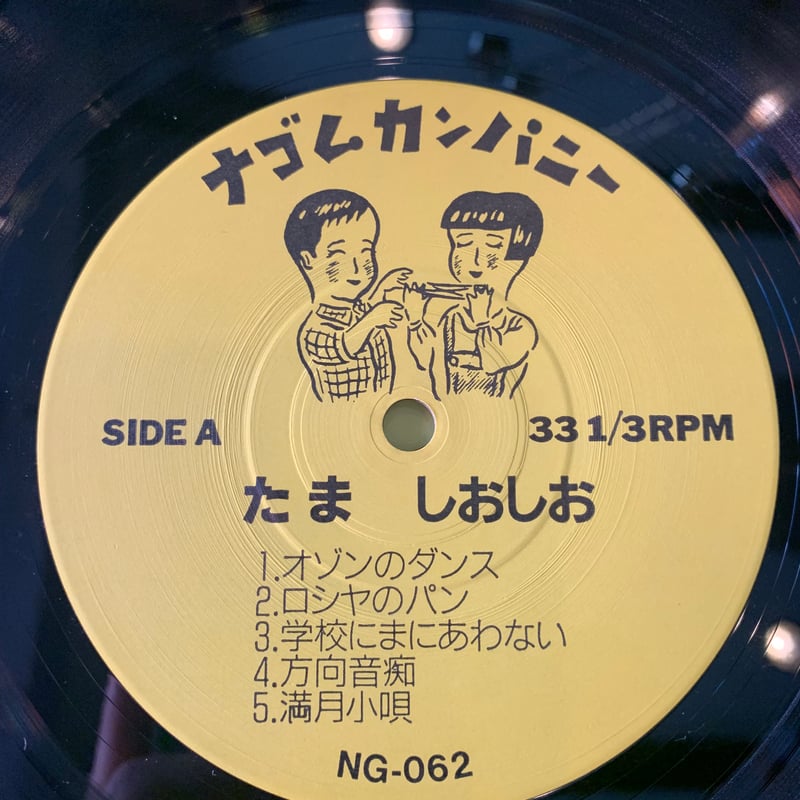 ナゴムカンパニー
SIDE A
33 1/3RPM
たま しおしお
1.オゾンのダンス
2.ロシヤのパン
3.学校にまにあわない
4.方向音痴
5.満月小唄
NG-062